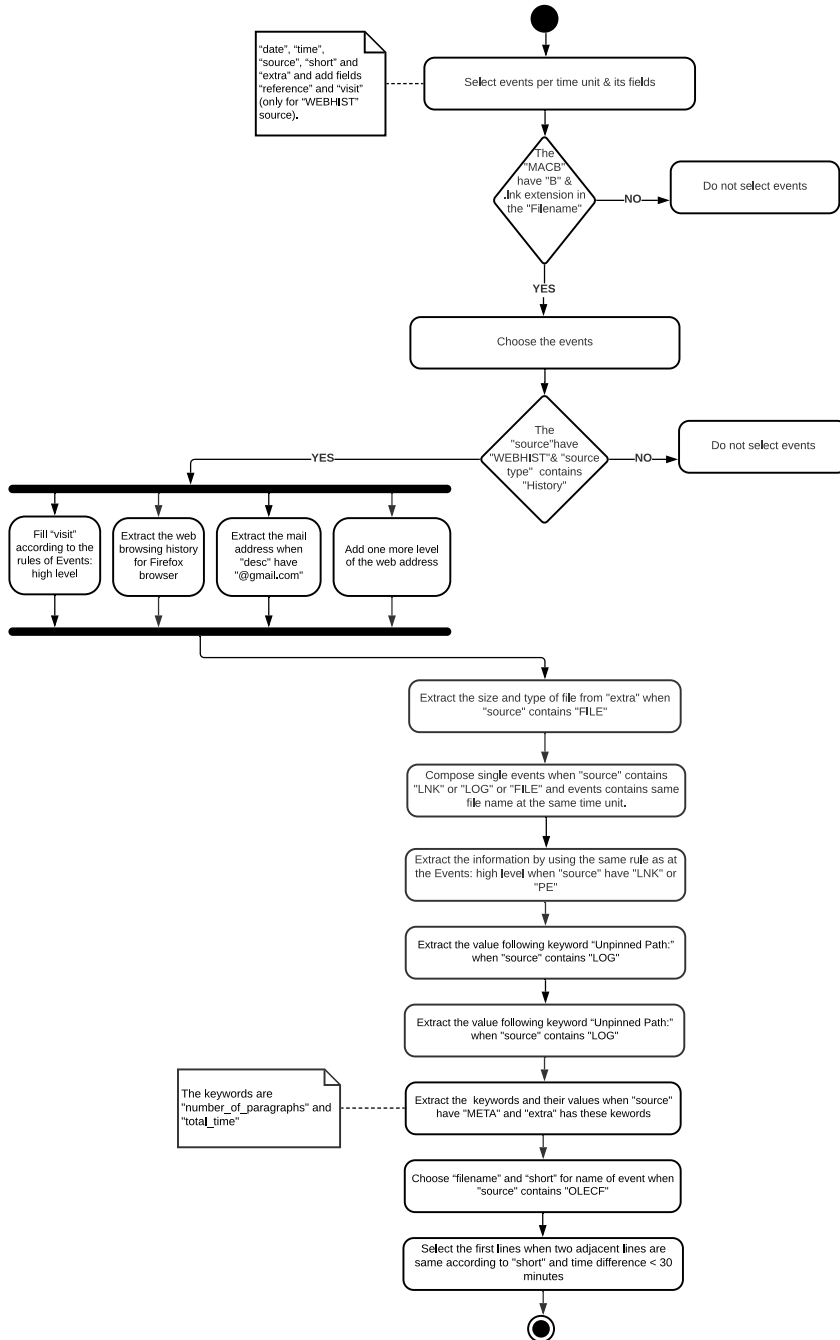 “date”, “time”,
“source”, “short” and
“extra” and add fields
“reference” and “visit”
(only for “WEBHIST”
source).
Select events per time unit & its fields
The
"MACB"
have "B" &
.lnk extension in
the "Filename"
NO
Do not select events
YES
Choose the events
The
"source"have
"WEBHIST"& "source
type" contains
"History"
NO
Do not select events
YES
Fill “visit”
according to the
rules of Events:
high level
Extract the web
browsing history
for Firefox
browser
Extract the mail
address when
"desc" have
"@gmail.com"
Add one more level
of the web address
Extract the size and type of file from "extra" when
"source" contains "FILE"
Compose single events when "source" contains
"LNK" or "LOG" or "FILE" and events contains same
file name at the same time unit.
Extract the information by using the same rule as at
the Events: high level when "source" have "LNK" or
"PE"
Extract the value following keyword “Unpinned Path:”
when "source" contains "LOG"
Extract the value following keyword “Unpinned Path:”
when "source" contains "LOG"
The keywords are
"number_of_paragraphs" and
"total_time"
Extract the keywords and their values when "source"
have "META" and "extra" has these kewords
Choose “filename” and “short” for name of event when
"source" contains "OLECF"
Select the first lines when two adjacent lines are
same according to "short" and time difference < 30
minutes